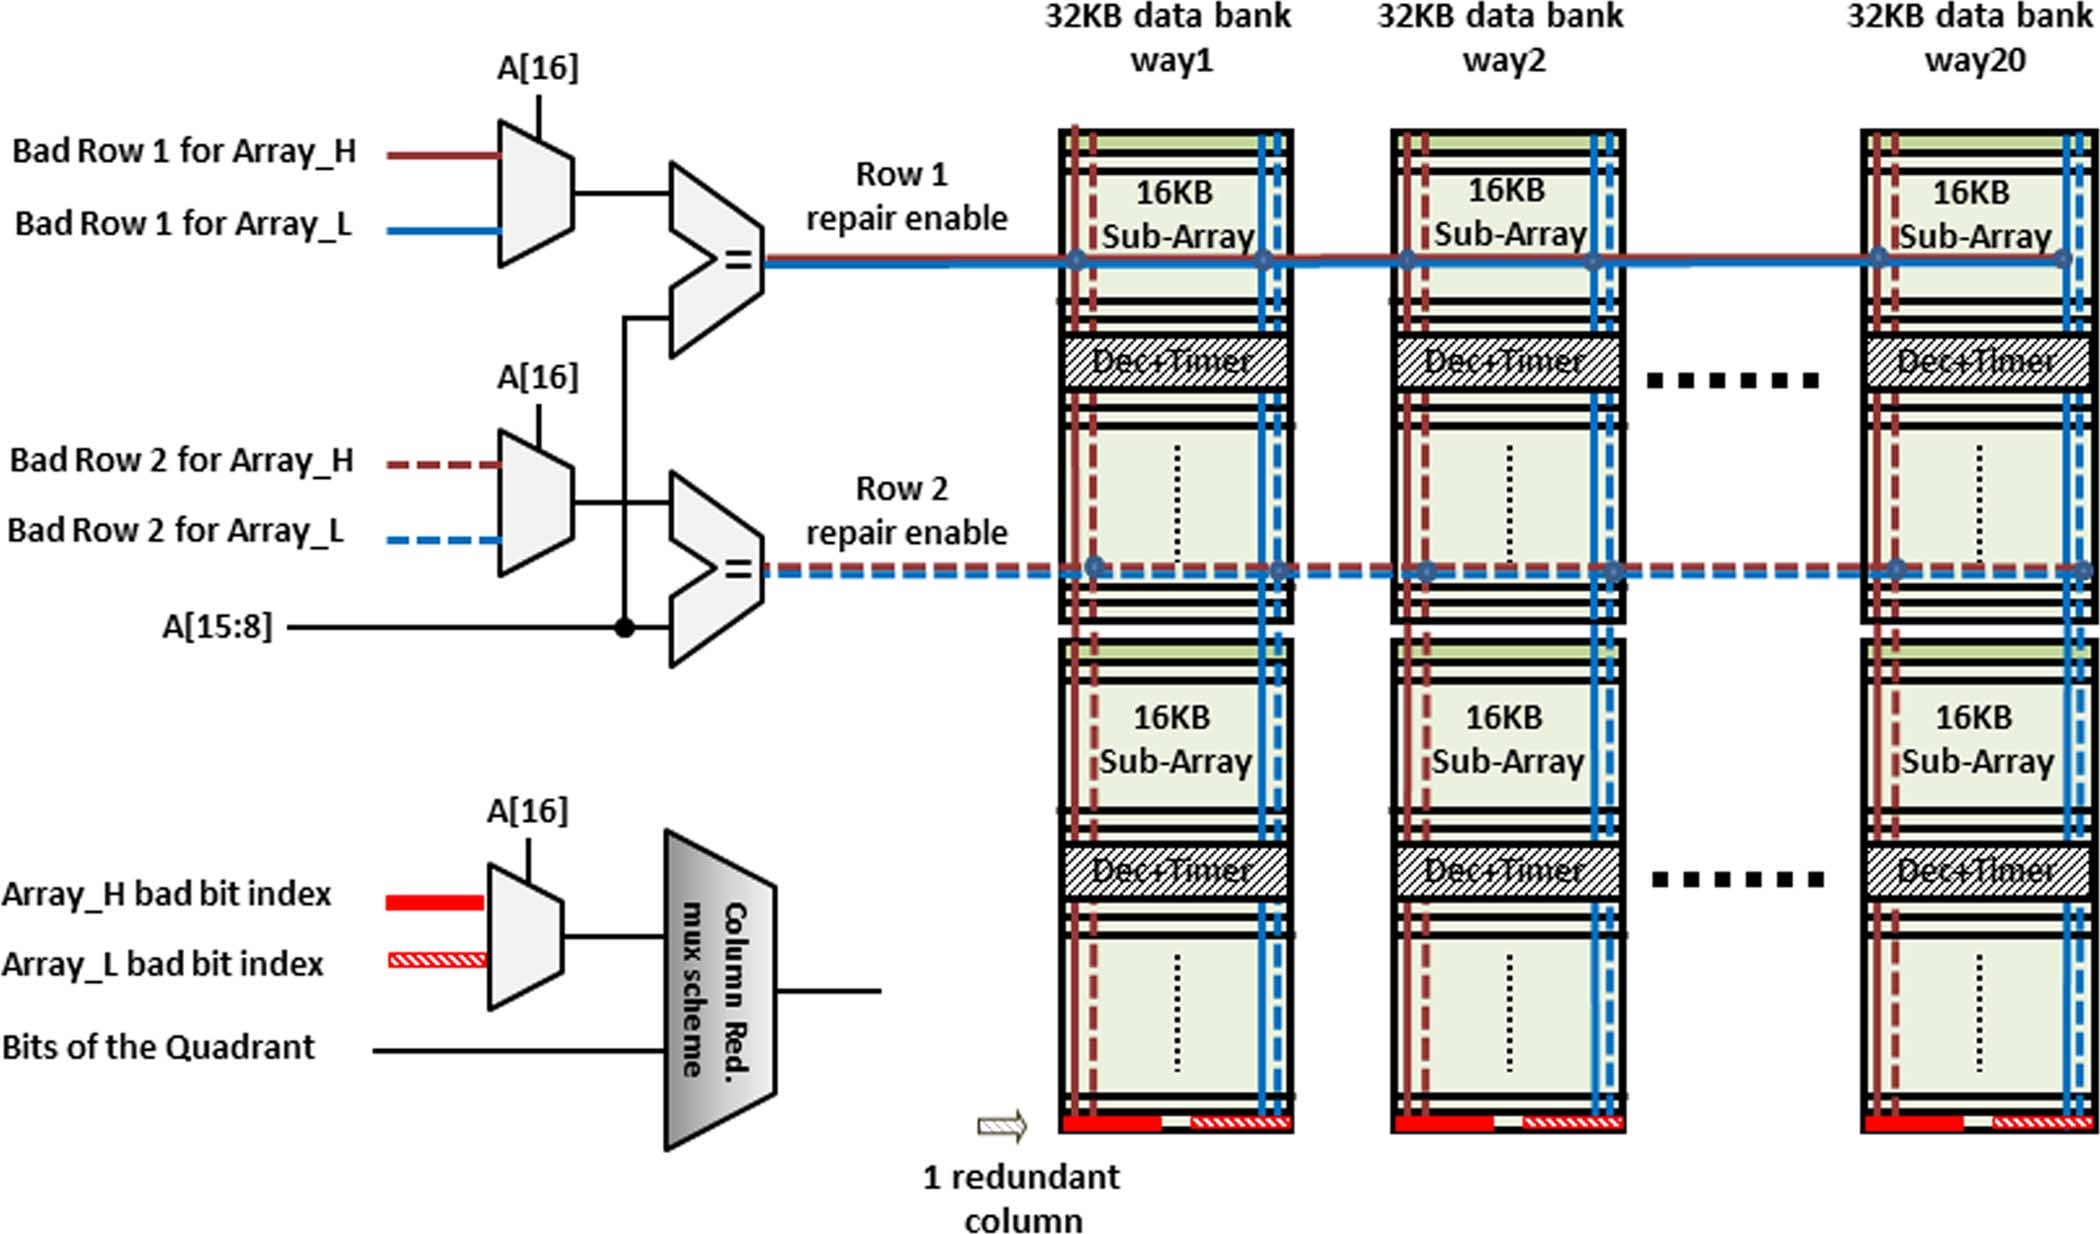 32KB data bank
way1
32KB data bank
way2
32KB data bank
way20
A[16]
Bad Row 1 for Array_H
Bad Row 1 for Array_L
=
Row 1
repair enable
16KB
Sub-Array
16KB
Sub-Array
16KB
Sub-Array
Dec+Timer
Dec+Timer
Dec+Timer
A[16]
Bad Row 2 for Array_H
Bad Row 2 for Array_L
=
Row 2
repair enable
A[15:8]
16KB
Sub-Array
16KB
Sub-Array
16KB
Sub-Array
Dec+Timer
Dec+Timer
Dec+Timer
A[16]
Array_H bad bit index
Array_L bad bit index
Bits of the Quadrant
Column Red.
mux scheme
1 redundant
column